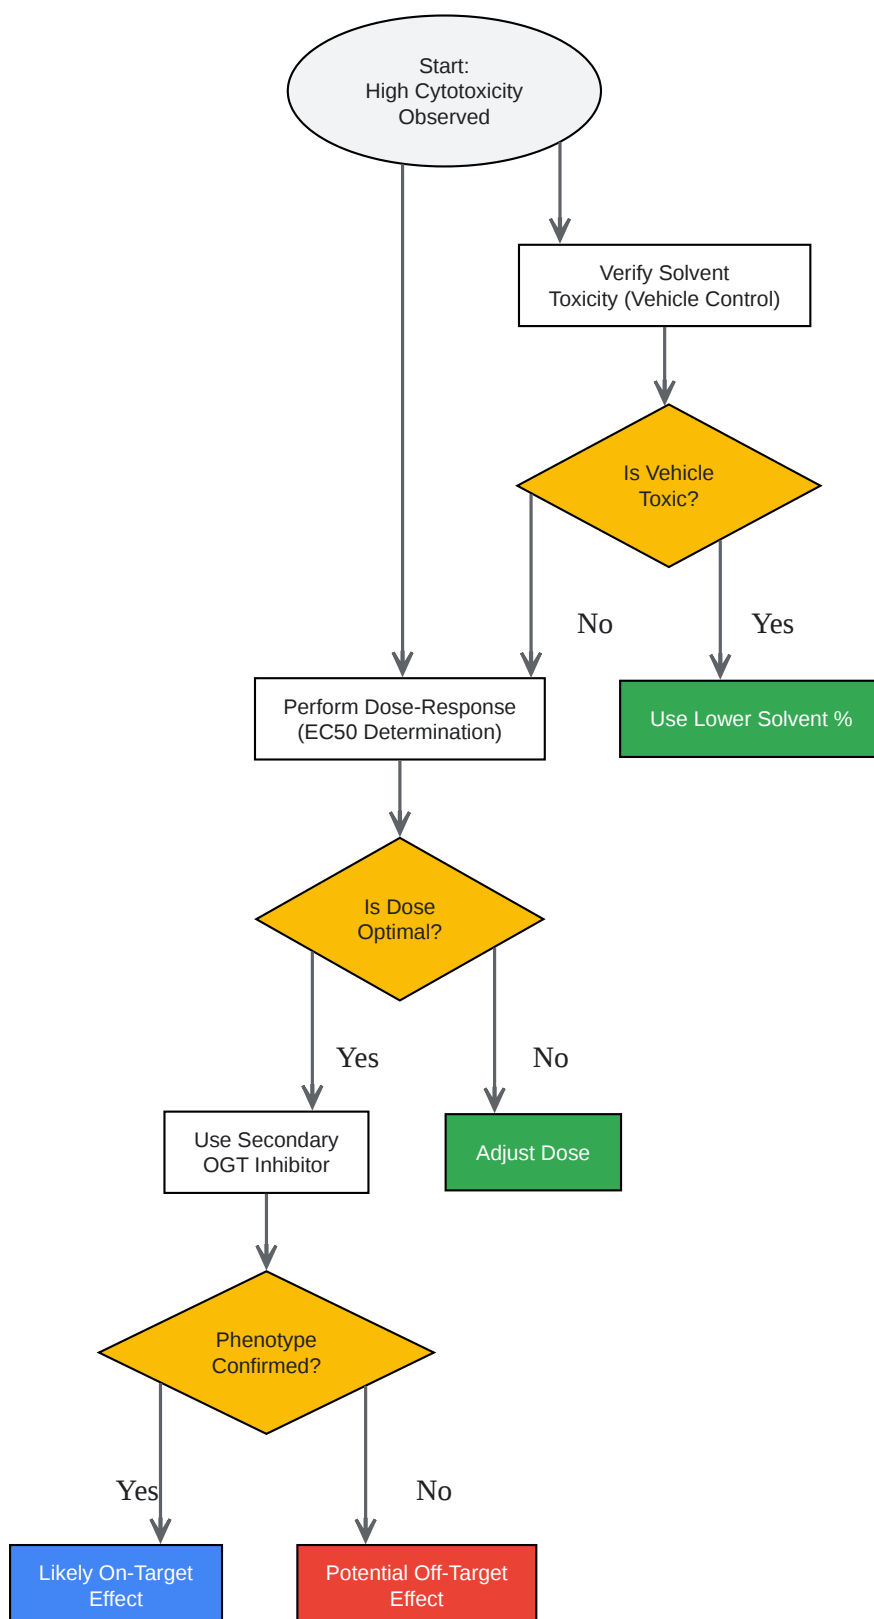 Start:
High Cytotoxicity
Observed
Verify Solvent
Toxicity (Vehicle Control)
Is Vehicle
Toxic?
No
Yes
Perform Dose-Response
(EC50 Determination)
Use Lower Solvent %
Is Dose
Optimal?
Yes
No
Use Secondary
OGT Inhibitor
Adjust Dose
Phenotype
Confirmed?
Yes
No
Likely On-Target
Effect
Potential Off-Target
Effect